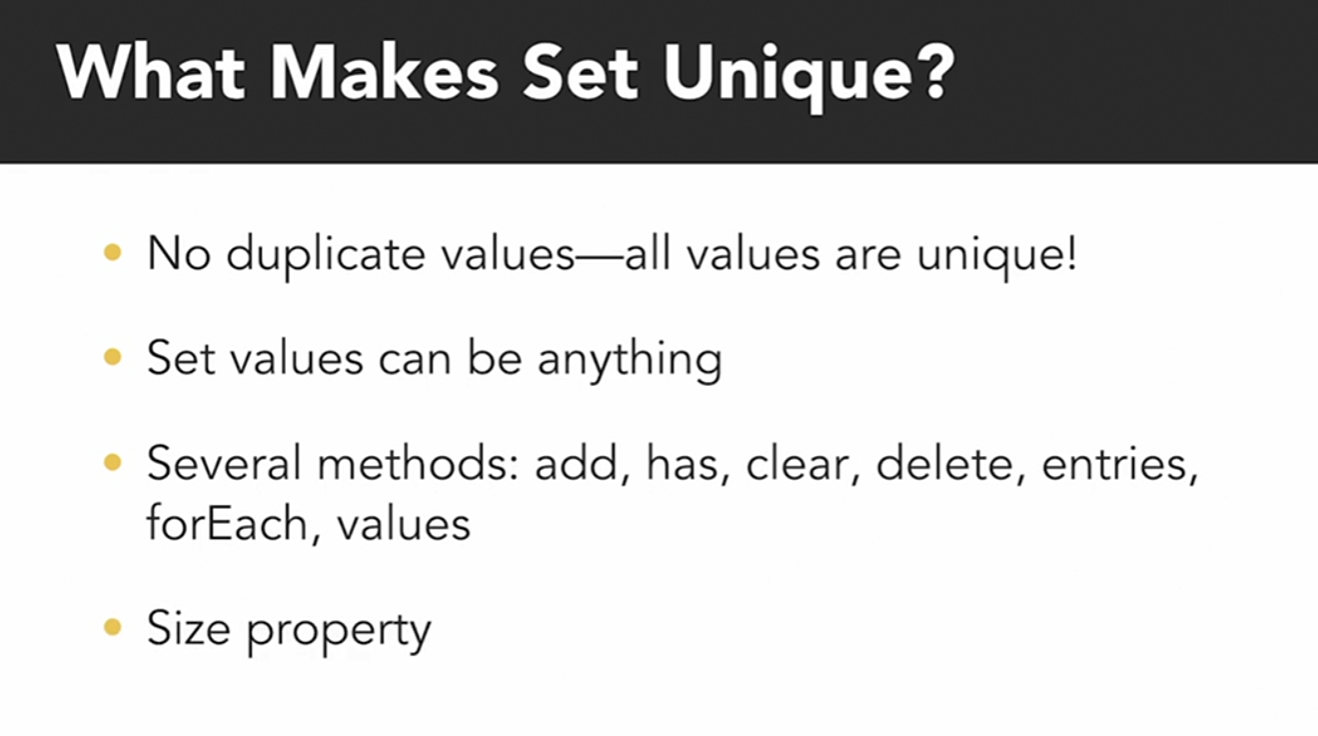 What Makes Set Unique?
• No duplicate values—all values are unique!
• Set values can be anything
• Several methods: add, has, clear, delete, entries,
forEach, values
• Size property